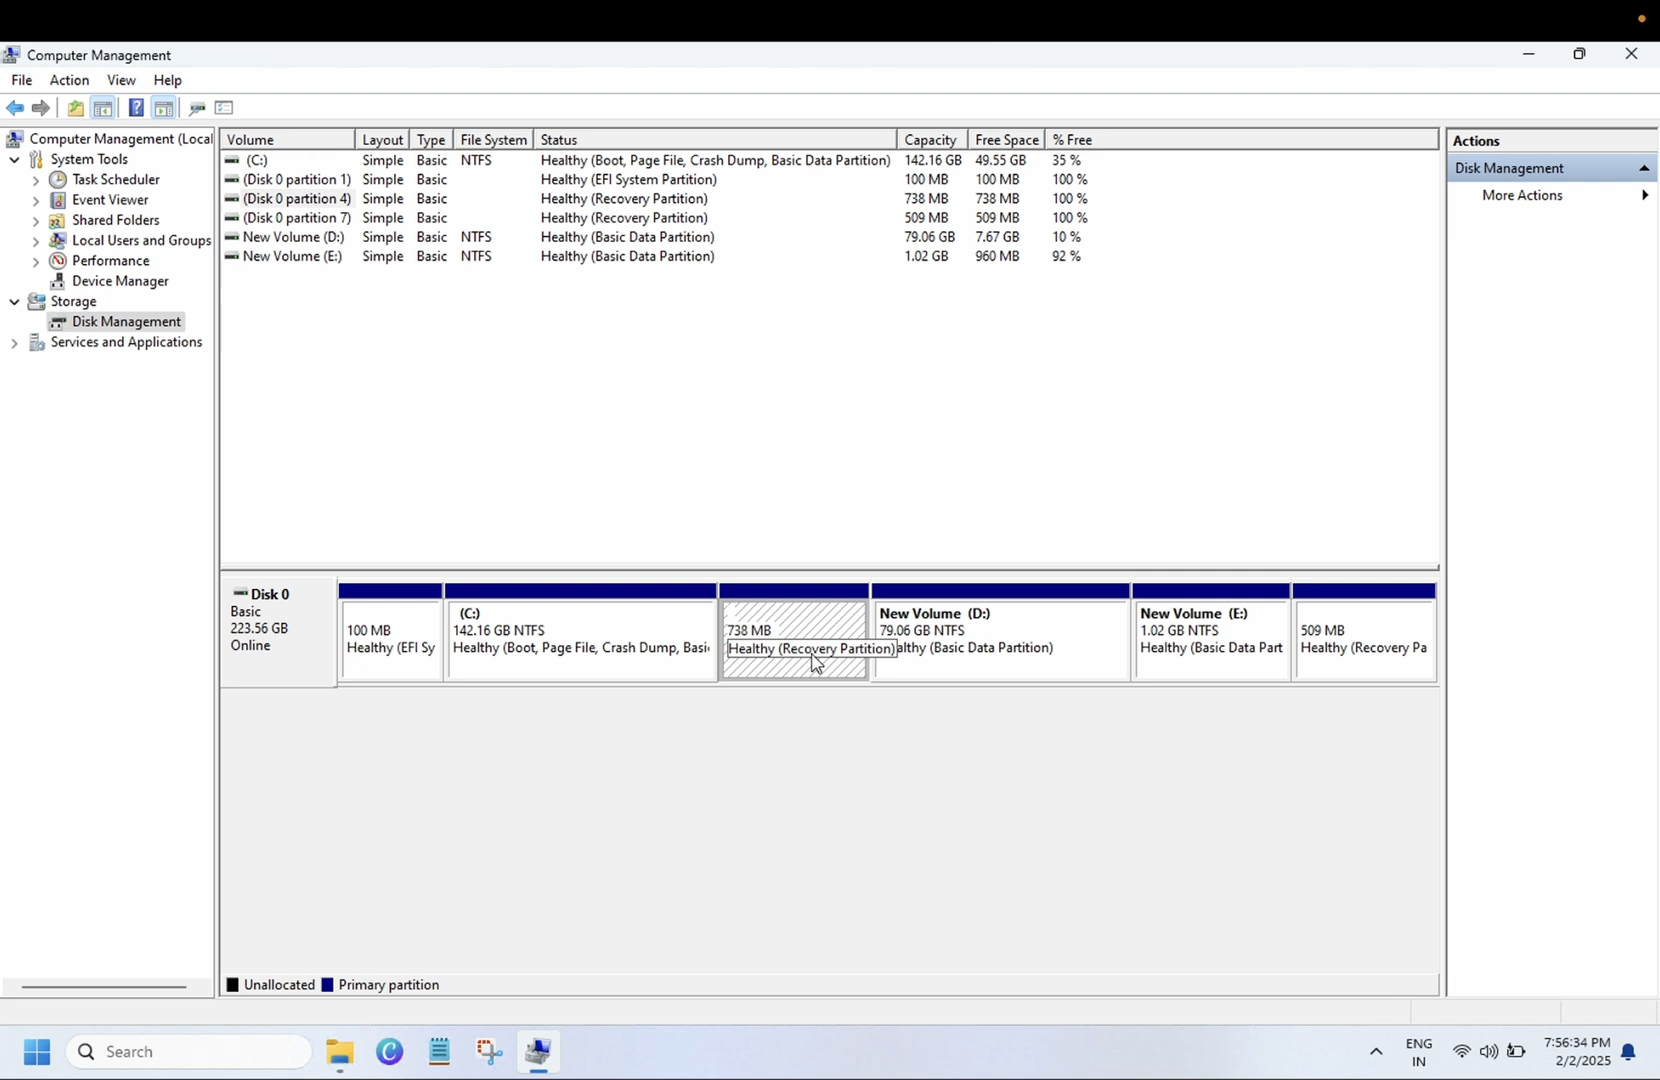 Computer Management
File Action View Help
Computer Management (Local
System Tools
Task Scheduler
Event Viewer
Shared Folders
Local Users and Groups
Performance
Device Manager
Storage
Disk Management
Services and Applications
Volume Layout Type File System Status Capacity Free Space % Free
(C:) Simple Basic NTFS Healthy (Boot, Page File, Crash Dump, Basic Data Partition) 142.16 GB 49.55 GB 35 %
(Disk 0 partition 1) Simple Basic Healthy (EFI System Partition) 100 MB 100 MB 100 %
(Disk 0 partition 4) Simple Basic Healthy (Recovery Partition) 738 MB 738 MB 100 %
(Disk 0 partition 7) Simple Basic Healthy (Recovery Partition) 509 MB 509 MB 100 %
New Volume (D:) Simple Basic NTFS Healthy (Basic Data Partition) 79.06 GB 7.67 GB 10 %
New Volume (E:) Simple Basic NTFS Healthy (Basic Data Partition) 1.02 GB 960 MB 92 %
Actions
Disk Management
More Actions
Disk 0
Basic
223.56 GB
Online
100 MB
Healthy (EFI Sy
(C:)
142.16 GB NTFS
Healthy (Boot, Page File, Crash Dump, Basi
738 MB
Healthy (Recovery Partition)
New Volume (D:)
79.06 GB NTFS
althy (Basic Data Partition)
New Volume (E:)
1.02 GB NTFS
Healthy (Basic Data Part
509 MB
Healthy (Recovery Pa
Unallocated Primary partition
Search
ENG
IN
7:56:34 PM
2/2/2025